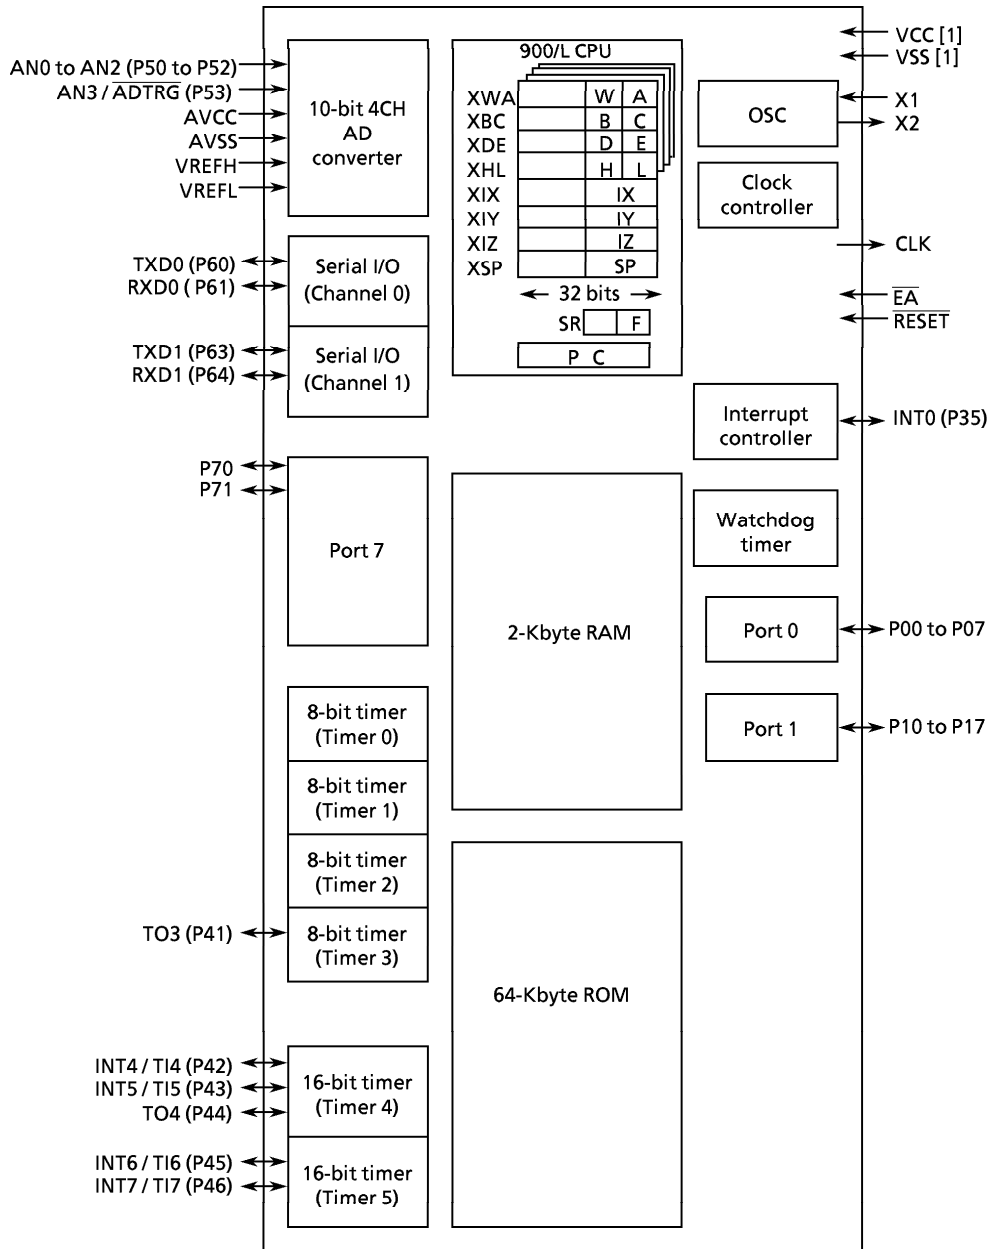 AN0 to AN2 (P50 to P52)
AN3 / ADTRG (P53)
AVCC
AVSS
VREFH
VREFL
10-bit 4CH
AD
converter
TXD0 (P60)
RXD0 ( P61)
Serial I/O
(Channel 0)
TXD1 (P63)
RXD1 (P64)
Serial I/O
(Channel 1)
P70
P71
Port 7
8-bit timer
(Timer 0)
8-bit timer
(Timer 1)
8-bit timer
(Timer 2)
TO3 (P41)
8-bit timer
(Timer 3)
INT4 / TI4 (P42)
INT5 / TI5 (P43)
TO4 (P44)
16-bit timer
(Timer 4)
INT6 / TI6 (P45)
INT7 / TI7 (P46)
16-bit timer
(Timer 5)
900/L CPU
XWA W A
XBC B C
XDE D E
XHL H L
XIX IX
XIY IY
XIZ IZ
XSP SP
32 bits
SR F
P C
2-Kbyte RAM
64-Kbyte ROM
VCC [1]
VSS [1]
OSC
X1
X2
Clock
controller
CLK
EA
RESET
Interrupt
controller
INT0 (P35)
Watchdog
timer
Port 0
P00 to P07
Port 1
P10 to P17